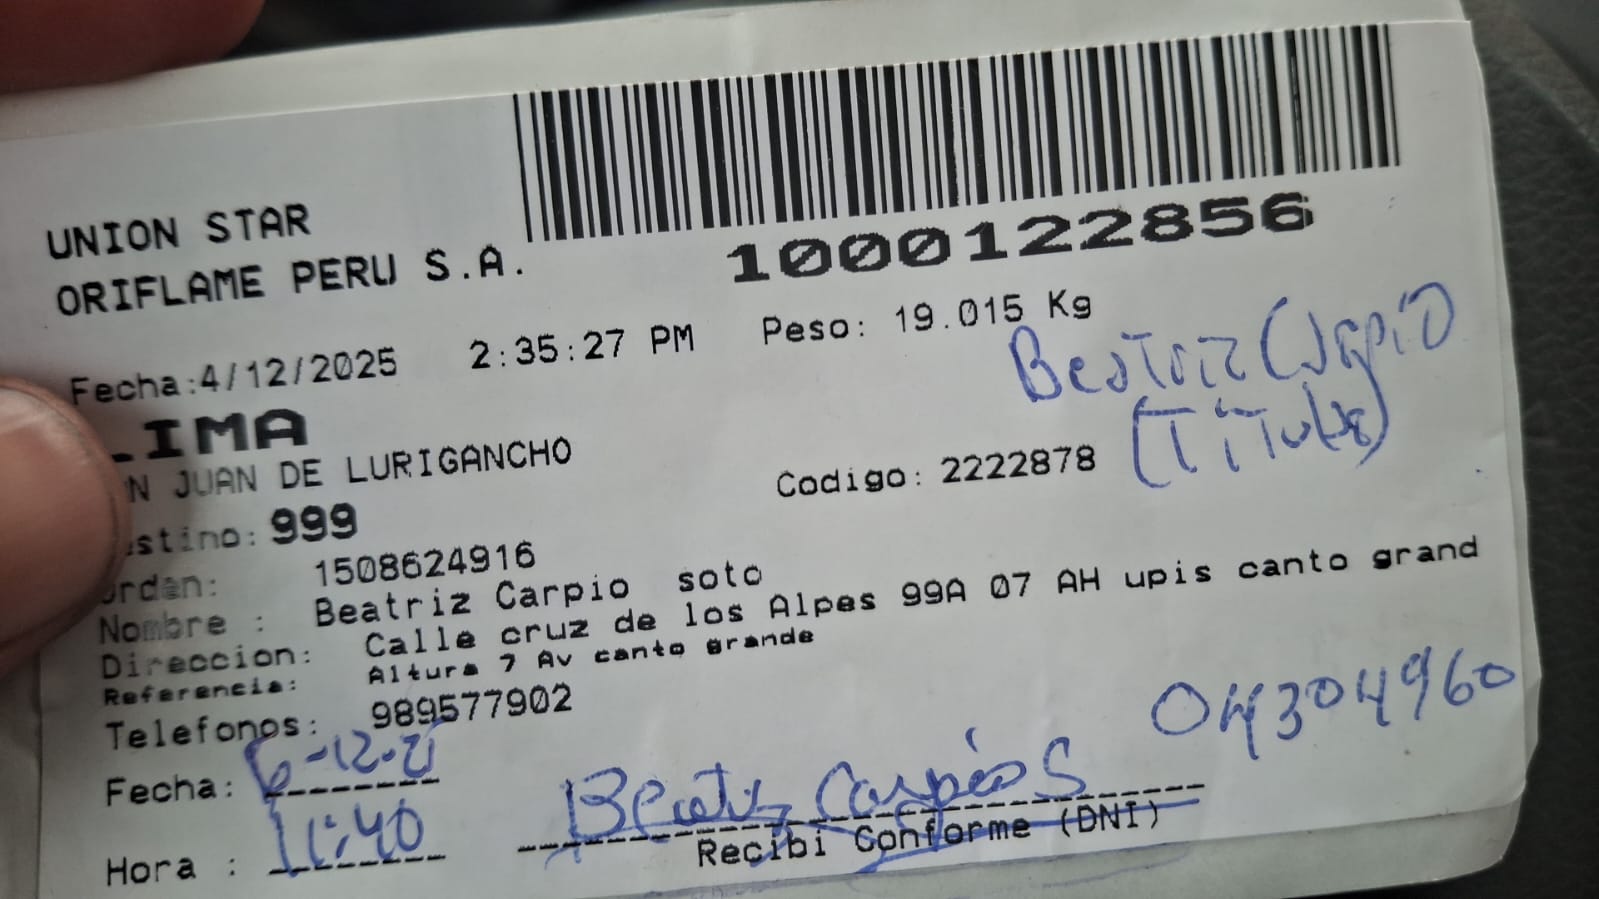 UNION STAR
ORIFLAME PERU S.A.
1000122856
Fecha:4/12/2025 2:35:27 PM Peso: 19.015 Kg
Beatriz Carpio
(Titular)
LIMA
N JUAN DE LURIGANCHO
Codigo: 2222878
stino: 999
rden: 1508624916
Nombre : Beatriz Carpio soto
Direccion: Calle cruz de los Alpes 99A 07 AH upis canto grand
Referencia: Altura 7 Av canto grande
Telefonos: 989577902
04304960
Fecha: 6-12-25
Hora : 11:40
Beatriz Carpio S
Recibi Conforme (DNI)